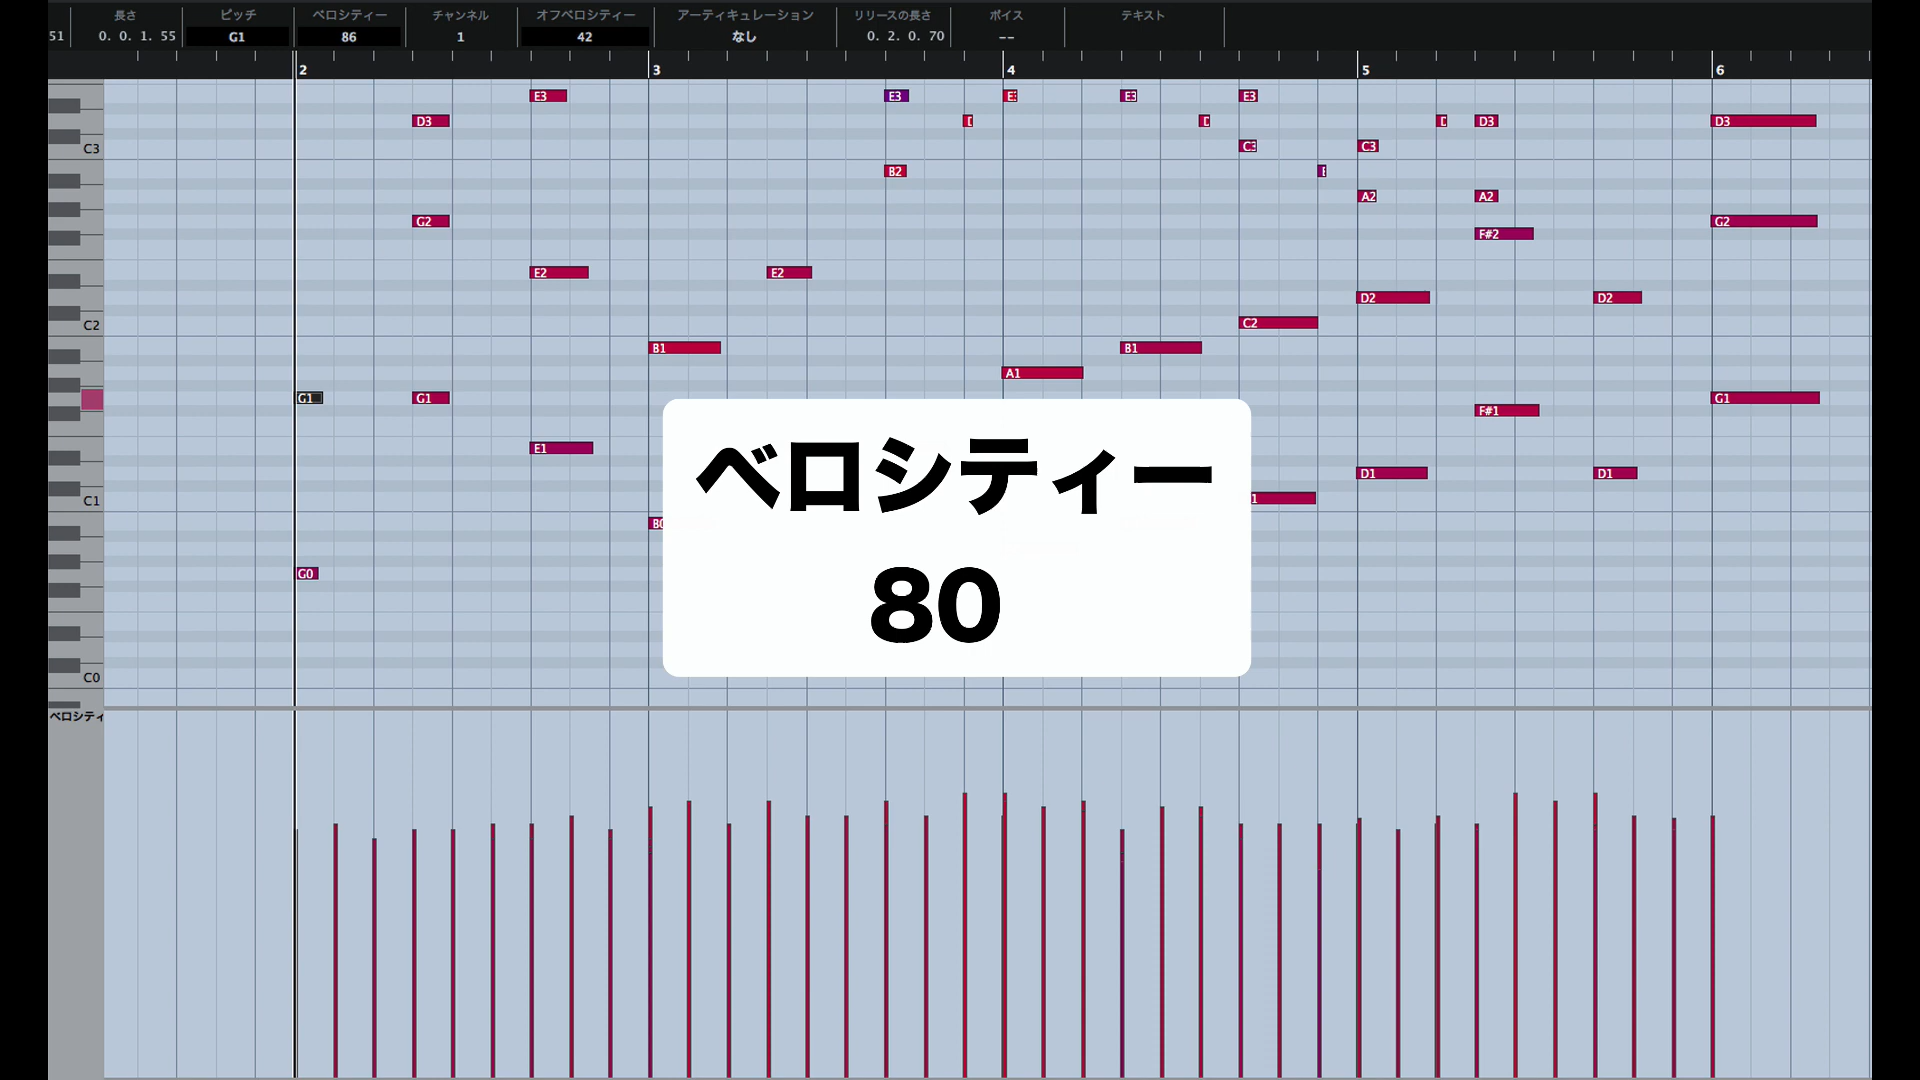 長さ ピッチ ベロシティー チャンネル オフベロシティー アーティキュレーション リリースの長さ ボイス テキスト
51 0. 0. 1. 55 G1 86 1 42 なし 0. 2. 0. 70 --
2 3 4 5 6
E3 E3 E3 E3
D3 D3 D3
C3 C3 C3
B2
A2 A2
G2 G2
F#2
E2 E2
D2 D2
C2 C2
B1 B1
A1
G1 G1 G1
F#1
E1
D1 D1
C1
G0
C0
ベロシティー
80
ベロシティ